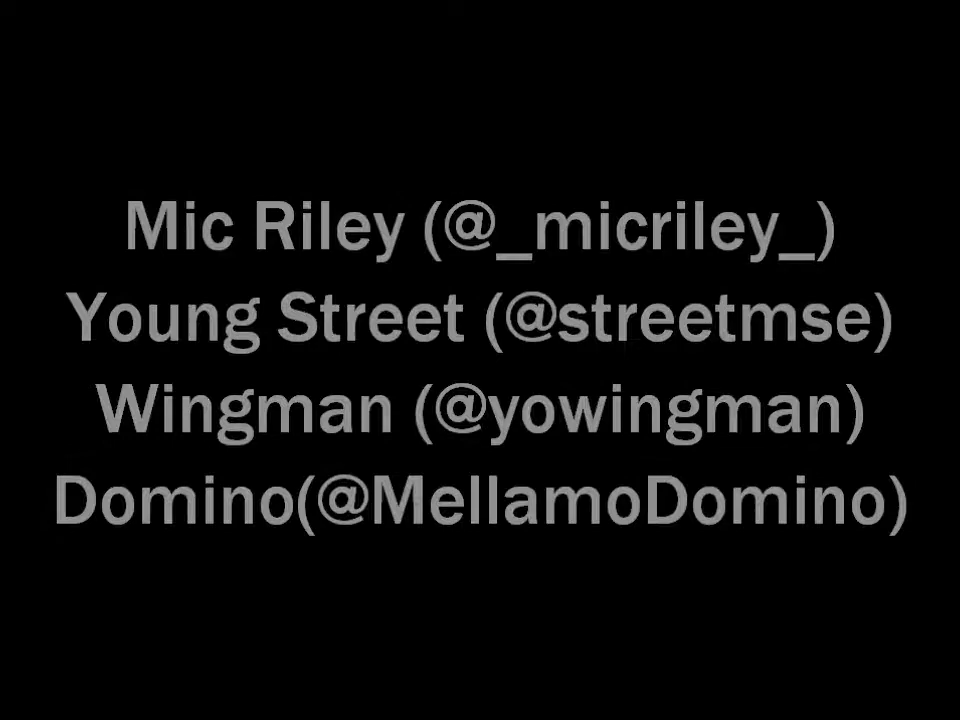 Mic Riley (@_micriley_)
Young Street (@streetmse)
Wingman (@yowingman)
Domino(@MellamoDomino)